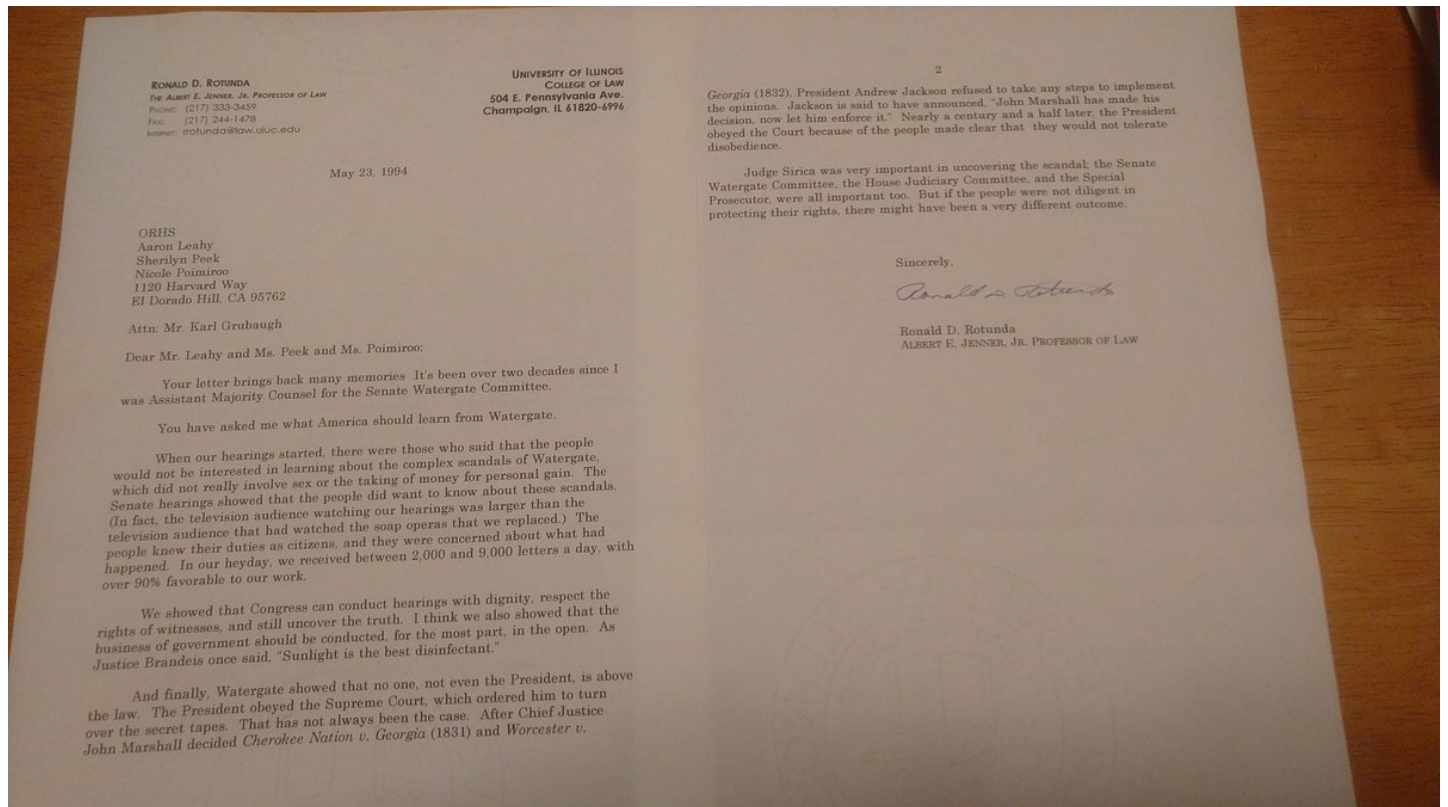 RONALD D. ROTUNDA
THE ALBERT E. JENNER, JR. PROFESSOR OF LAW
PHONE: (217) 333-3459
FAX: (217) 244-1478
INTERNET: rrotunda@law.uiuc.edu
UNIVERSITY OF ILLINOIS
COLLEGE OF LAW
504 E. Pennsylvania Ave.
Champaign, IL 61820-6996
May 23, 1994
ORHS
Aaron Leahy
Sherilyn Peek
Nicole Poimiroo
1120 Harvard Way
El Dorado Hill, CA 95762
Attn: Mr. Karl Grubaugh
Dear Mr. Leahy and Ms. Peek and Ms. Poimiroo:
Your letter brings back many memories It's been over two decades since I
was Assistant Majority Counsel for the Senate Watergate Committee.
You have asked me what America should learn from Watergate.
When our hearings started, there were those who said that the people
would not be interested in learning about the complex scandals of Watergate,
which did not really involve sex or the taking of money for personal gain. The
Senate hearings showed that the people did want to know about these scandals.
(In fact, the television audience watching our hearings was larger than the
television audience that had watched the soap operas that we replaced.) The
people knew their duties as citizens, and they were concerned about what had
happened. In our heyday, we received between 2,000 and 9,000 letters a day, with
over 90% favorable to our work.
We showed that Congress can conduct hearings with dignity, respect the
rights of witnesses, and still uncover the truth. I think we also showed that the
business of government should be conducted, for the most part, in the open. As
Justice Brandeis once said, "Sunlight is the best disinfectant."
And finally, Watergate showed that no one, not even the President, is above
the law. The President obeyed the Supreme Court, which ordered him to turn
over the secret tapes. That has not always been the case. After Chief Justice
John Marshall decided Cherokee Nation v. Georgia (1831) and Worcester v.
2
Georgia (1832), President Andrew Jackson refused to take any steps to implement
the opinions. Jackson is said to have announced, "John Marshall has made his
decision, now let him enforce it." Nearly a century and a half later, the President
obeyed the Court because of the people made clear that they would not tolerate
disobedience.
Judge Sirica was very important in uncovering the scandal; the Senate
Watergate Committee, the House Judiciary Committee, and the Special
Prosecutor, were all important too. But if the people were not diligent in
protecting their rights, there might have been a very different outcome.
Sincerely,
Ronald D Rotunda
Ronald D. Rotunda
ALBERT E. JENNER, JR. PROFESSOR OF LAW